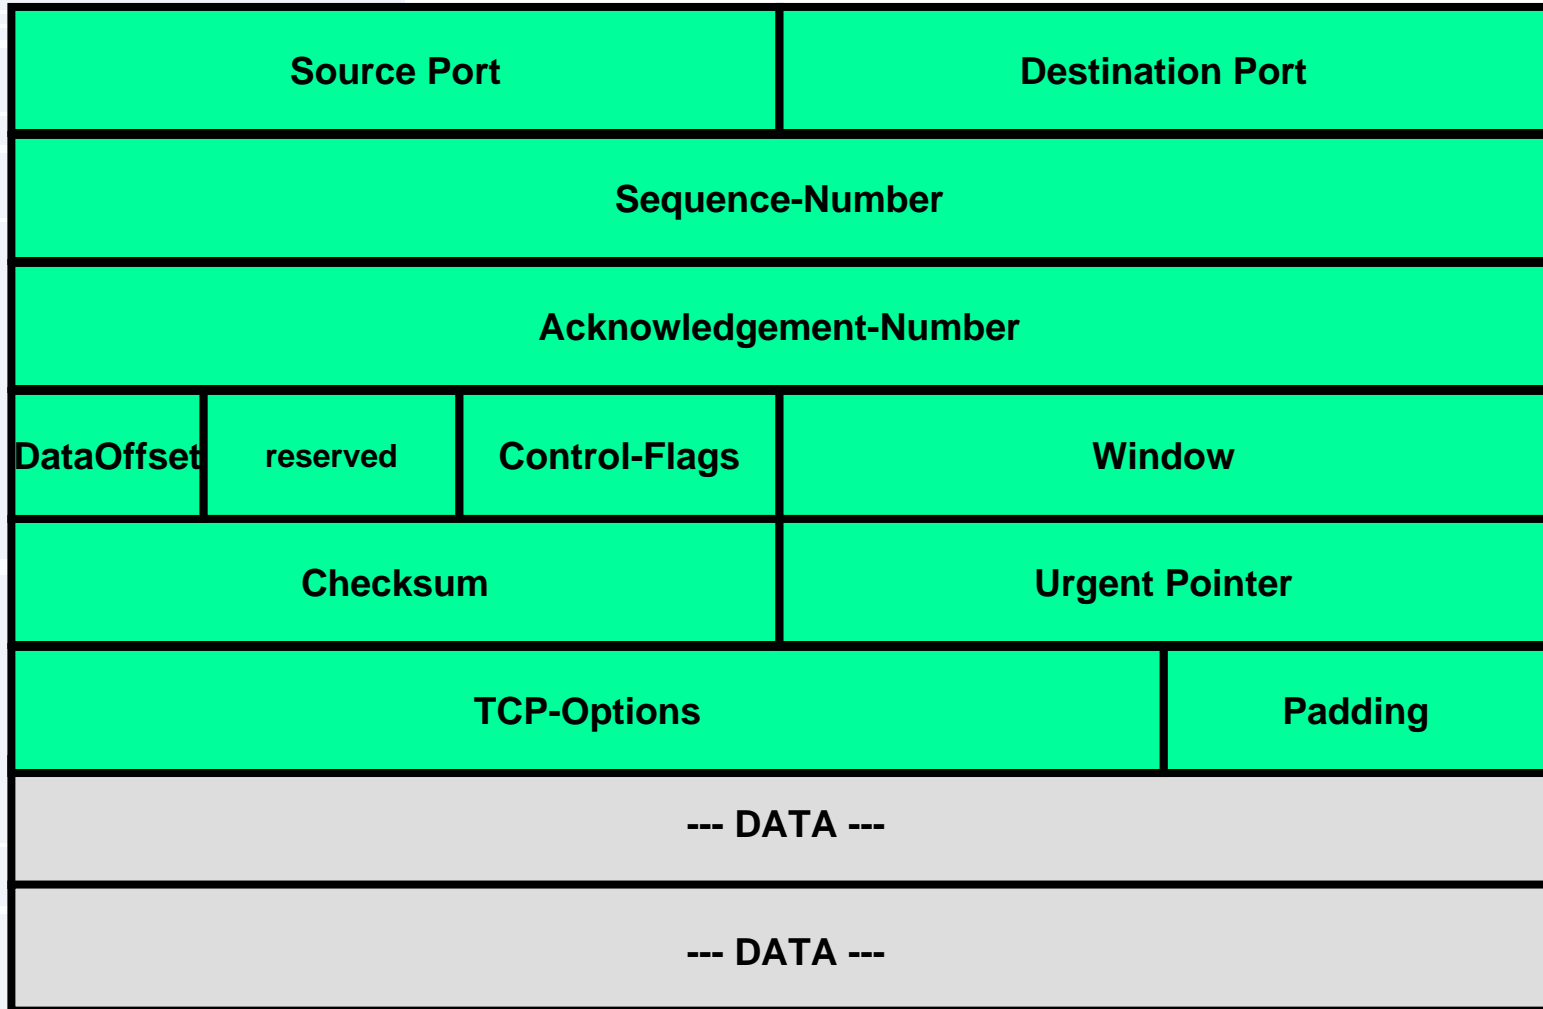 Source Port
Destination Port
Sequence-Number
Acknowledgement-Number
DataOffset
reserved
Control-Flags
Window
Checksum
Urgent Pointer
TCP-Options
Padding
--- DATA ---
--- DATA ---